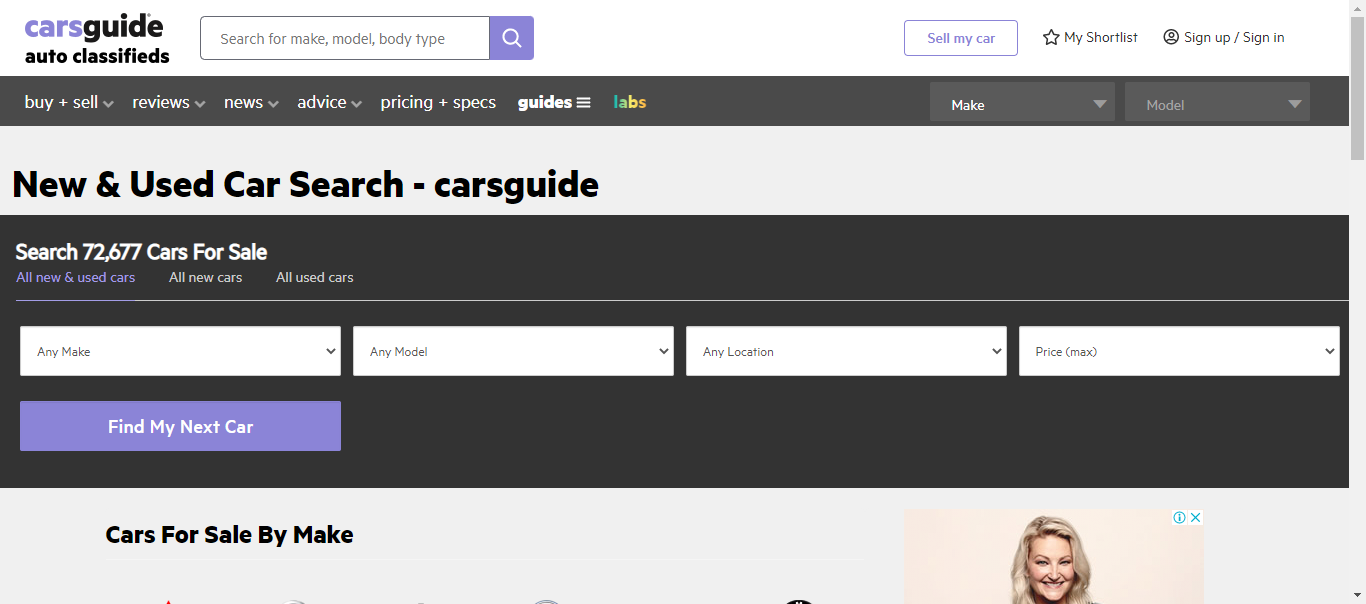 carsguide
auto classifieds
Search for make, model, body type
Sell my car
My Shortlist
Sign up / Sign in
buy + sell
reviews
news
advice
pricing + specs
guides
labs
Make
Model
New & Used Car Search - carsguide
Search 72,677 Cars For Sale
All new & used cars
All new cars
All used cars
Any Make
Any Model
Any Location
Price (max)
Find My Next Car
Cars For Sale By Make